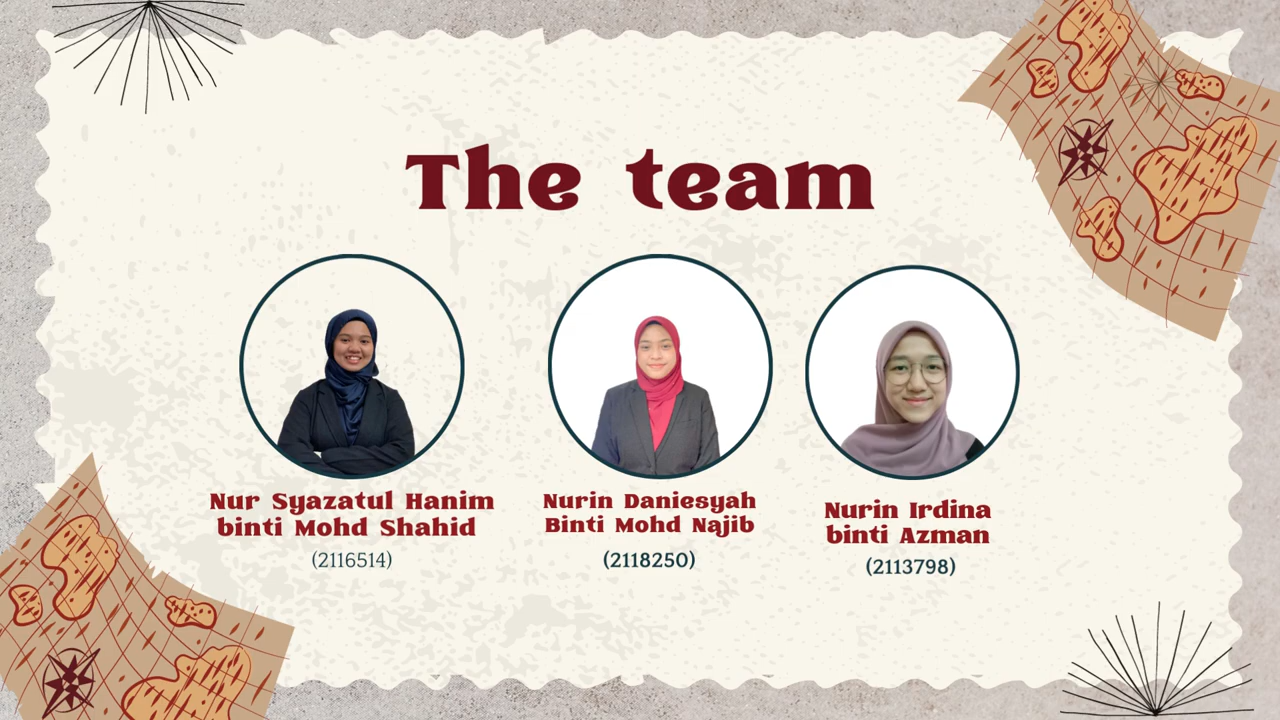 The team
Nur Syazatul Hanim
binti Mohd Shahid
(2116514)
Nurin Daniesyah
Binti Mohd Najib
(2118250)
Nurin Irdina
binti Azman
(2113798)